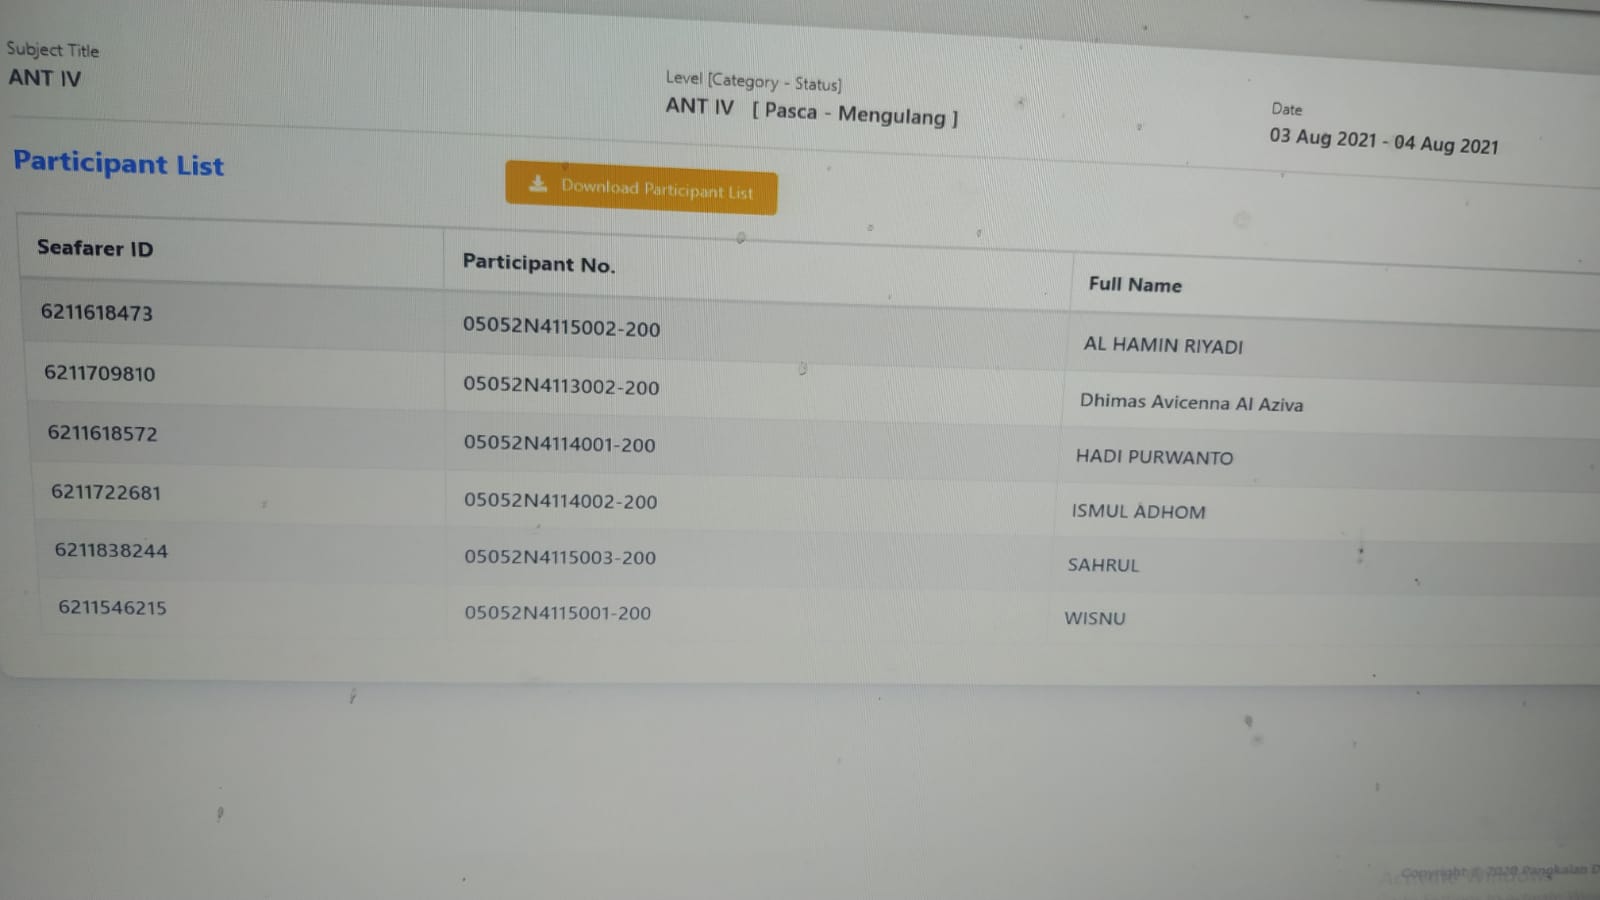 Subject Title
ANT IV
Level [Category - Status]
ANT IV [ Pasca - Mengulang ]
Date
03 Aug 2021 - 04 Aug 2021
Participant List
Download Participant List
Seafarer ID Participant No. Full Name
6211618473 05052N4115002-200 AL HAMIN RIYADI
6211709810 05052N4113002-200 Dhimas Avicenna Al Aziva
6211618572 05052N4114001-200 HADI PURWANTO
6211722681 05052N4114002-200 ISMUL ADHOM
6211838244 05052N4115003-200 SAHRUL
6211546215 05052N4115001-200 WISNU
Copyright © 2020 Pangkalan D
Activate Windows